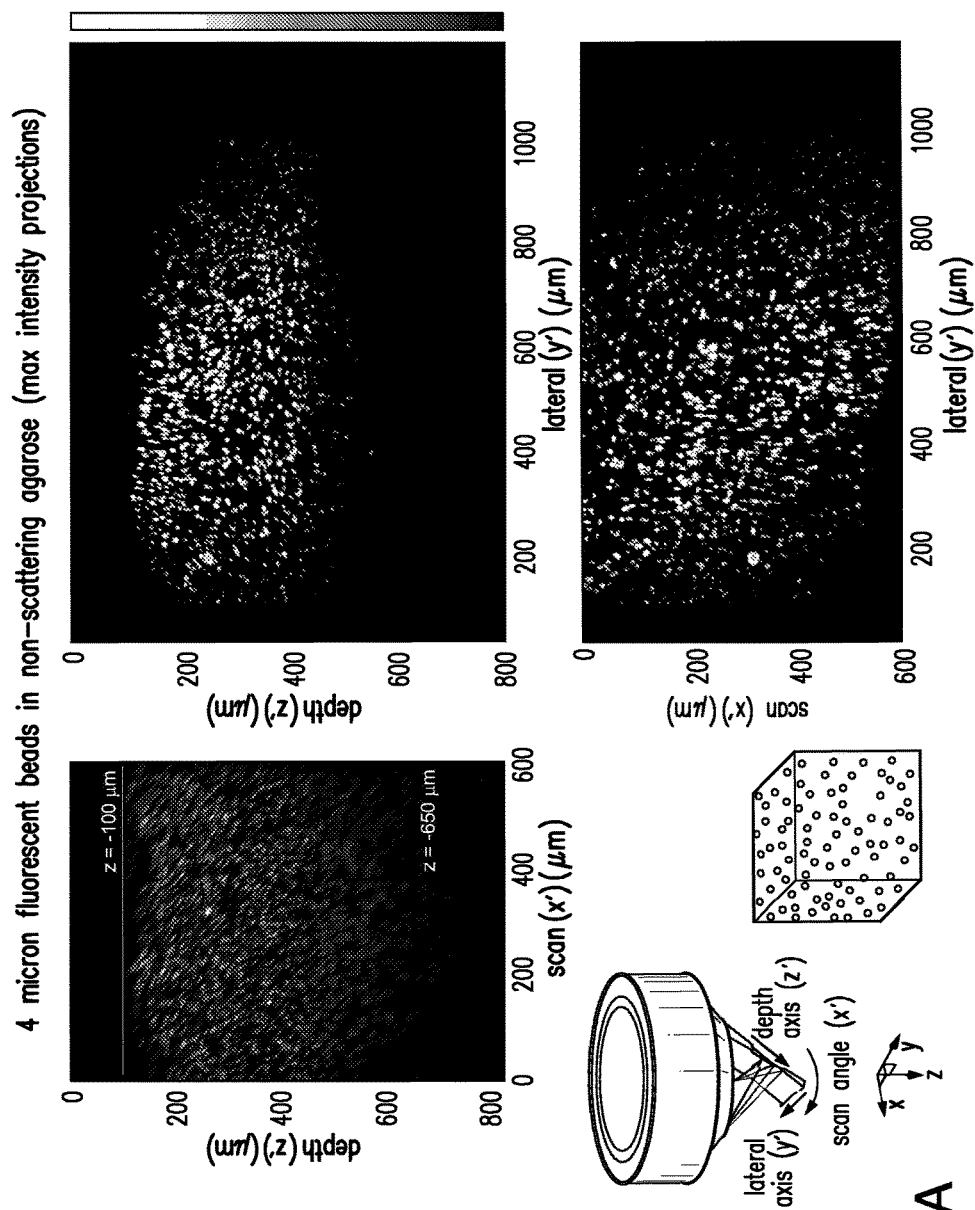 4 micron fluorescent beads in non-scattering agarose (max intensity projections)
z = -100 μm
z = -650 μm
200
400
600
800
depth (z') (μm)
0
200
400
600
scan (x') (μm)
0
200
400
600
800
depth (z') (μm)
200
400
600
800
1000
lateral (y') (μm)
0
200
400
600
scan (x') (μm)
200
400
600
800
1000
lateral (y') (μm)
lateral
axis (y')
depth
axis (z')
scan angle (x')
x
y
z
A